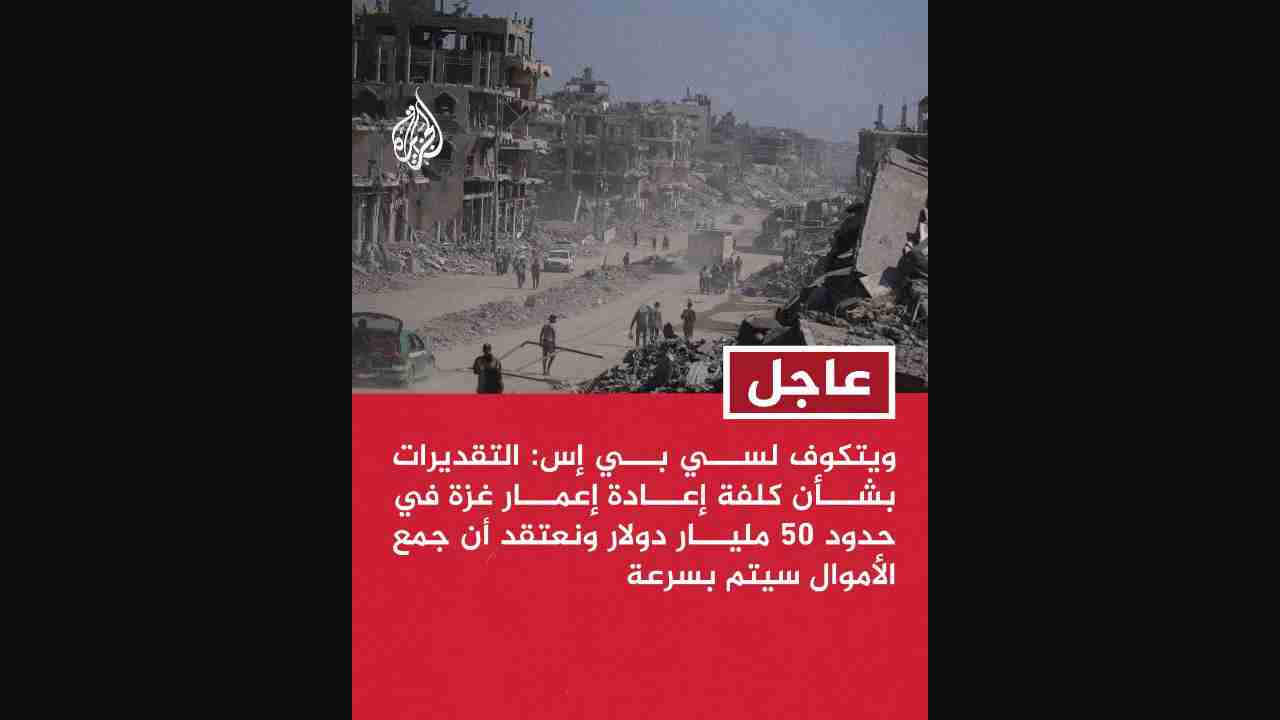 الجزيرة
عاجل
ويتكوف لسي بي إس: التقديرات
بشأن كلفة إعادة إعمار غزة في
حدود 50 مليار دولار ونعتقد أن جمع
الأموال سيتم بسرعة